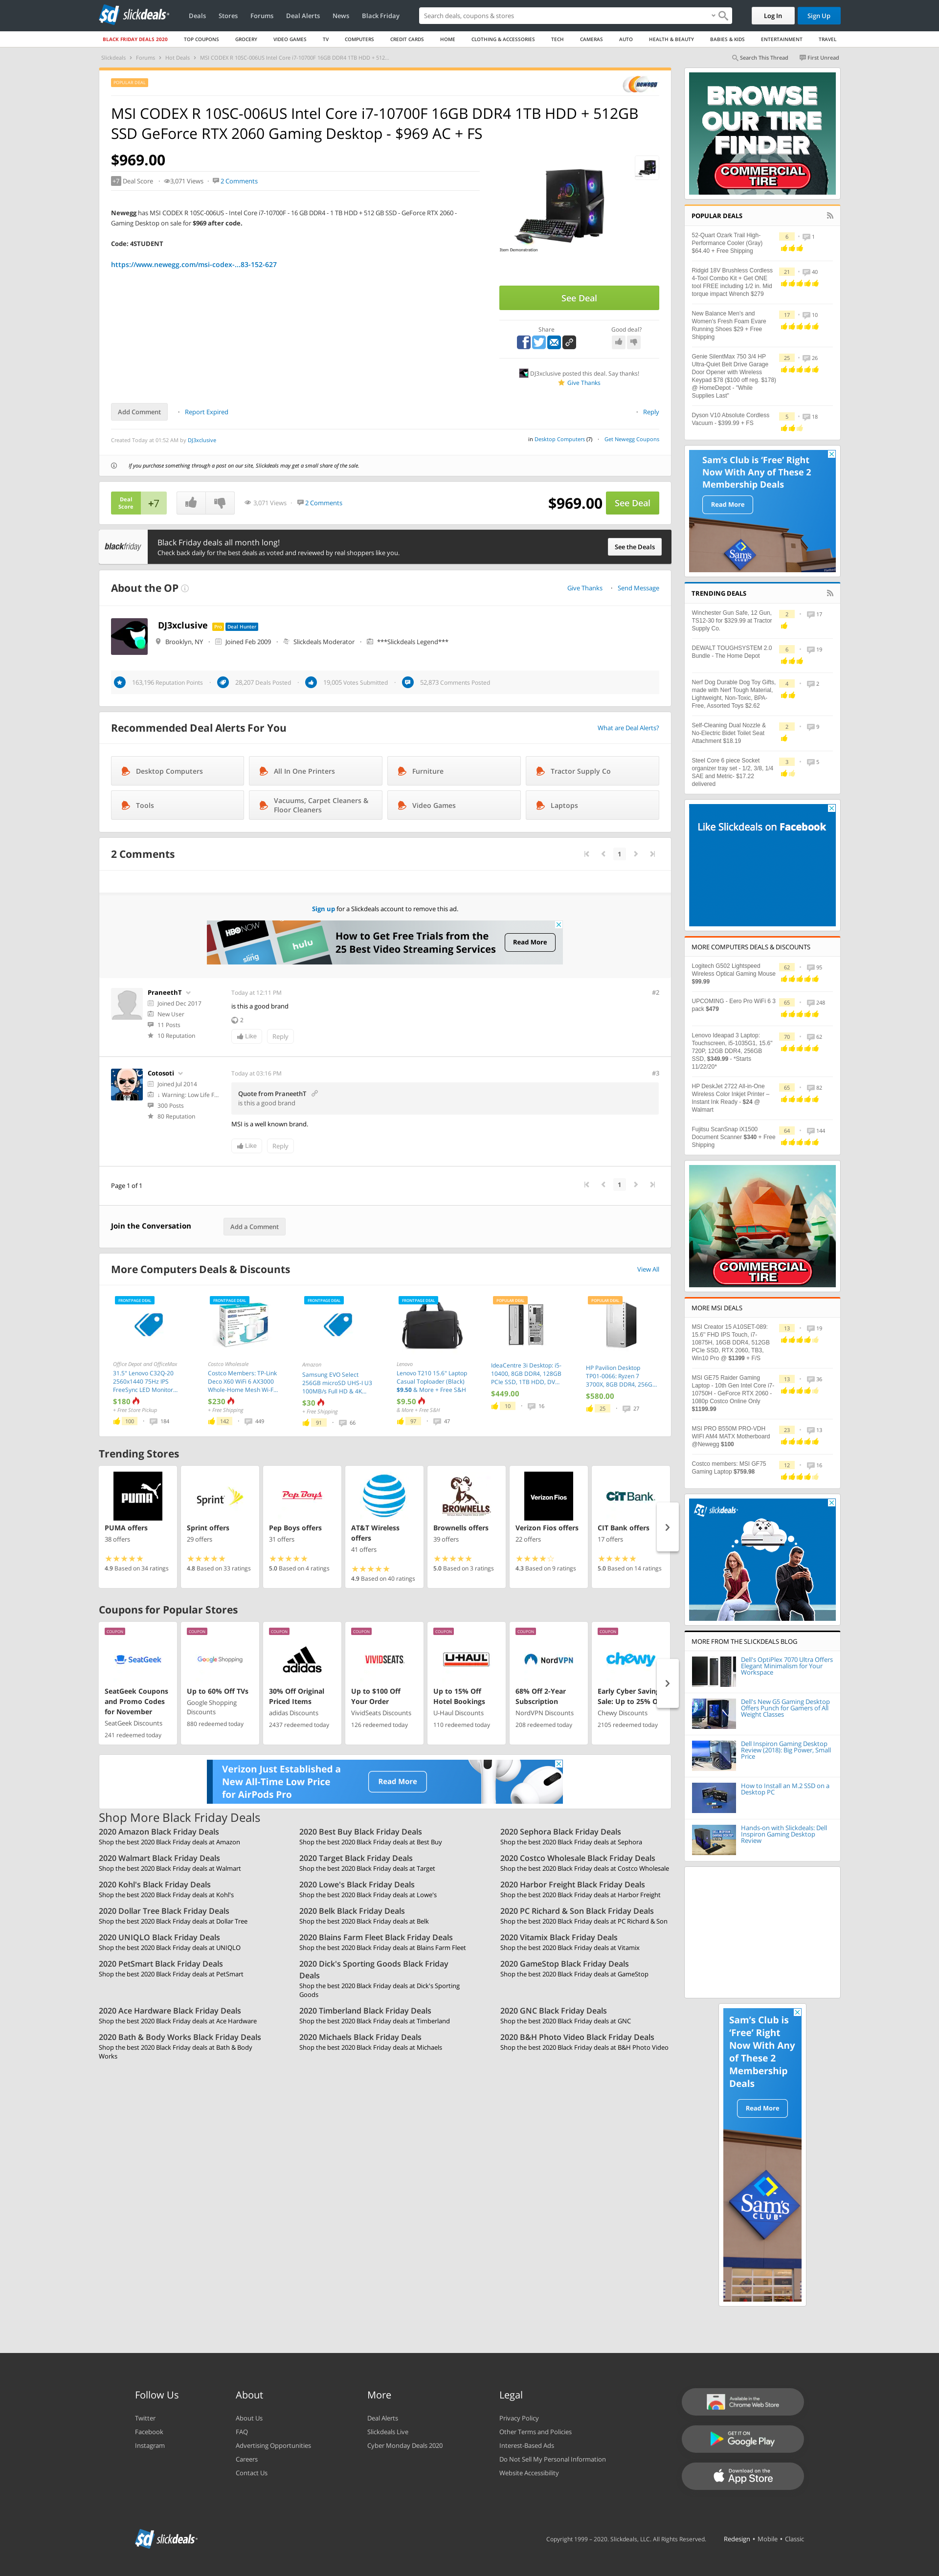 slickdeals
Deals Stores Forums Deal Alerts News Black Friday
Search deals, coupons & stores
Log In Sign Up
BLACK FRIDAY DEALS 2020 TOP COUPONS GROCERY VIDEO GAMES TV COMPUTERS CREDIT CARDS HOME CLOTHING & ACCESSORIES TECH CAMERAS AUTO HEALTH & BEAUTY BABIES & KIDS ENTERTAINMENT TRAVEL
Slickdeals Forums Hot Deals MSI CODEX R 10SC-006US Intel Core i7-10700F 16GB DDR4 1TB HDD + 512...
Search This Thread First Unread
POPULAR DEAL
newegg
MSI CODEX R 10SC-006US Intel Core i7-10700F 16GB DDR4 1TB HDD + 512GB
SSD GeForce RTX 2060 Gaming Desktop - $969 AC + FS
$969.00
+7 Deal Score 3,071 Views 2 Comments
Newegg has MSI CODEX R 10SC-006US - Intel Core i7-10700F - 16 GB DDR4 - 1 TB HDD + 512 GB SSD - GeForce RTX 2060 -
Gaming Desktop on sale for $969 after code.
Code: 4STUDENT
https://www.newegg.com/msi-codex-...83-152-627
Deen Demonstration
See Deal
Share Good deal?
DJ3xclusive posted this deal. Say thanks!
Give Thanks
Add Comment Report Expired Reply
Created Today at 01:52 AM by DJ3xclusive
in Desktop Computers (7) Get Newegg Coupons
If you purchase something through a post on our site, Slickdeals may get a small share of the sale.
Deal
Score
+7
3,071 Views 2 Comments
$969.00 See Deal
blackfriday
Black Friday deals all month long!
Check back daily for the best deals as voted and reviewed by real shoppers like you.
See the Deals
About the OP
Give Thanks Send Message
DJ3xclusive Pro Deal Hunter
Brooklyn, NY Joined Feb 2009 Slickdeals Moderator ***Slickdeals Legend***
163,196 Reputation Points 28,207 Deals Posted 19,005 Votes Submitted 52,873 Comments Posted
Recommended Deal Alerts For You
What are Deal Alerts?
Desktop Computers All In One Printers Furniture Tractor Supply Co
Tools Vacuums, Carpet Cleaners &
Floor Cleaners Video Games Laptops
2 Comments
1
Sign up for a Slickdeals account to remove this ad.
HBO NOW
sling
hulu
How to Get Free Trials from the
25 Best Video Streaming Services
Read More
PraneethT
Joined Dec 2017
New User
11 Posts
10 Reputation
Today at 12:11 PM
#2
is this a good brand
2
Like Reply
Cotosoti
Joined Jul 2014
: Warning: Low Life F...
300 Posts
80 Reputation
Today at 03:16 PM
#3
Quote from PraneethT
is this a good brand
MSI is a well known brand.
Like Reply
Page 1 of 1
1
Join the Conversation
Add a Comment
More Computers Deals & Discounts
View All
FRONTPAGE DEAL
Office Depot and OfficeMax
31.5" Lenovo C32Q-20
2560x1440 75Hz IPS
FreeSync LED Monitor...
$180
+ Free Store Pickup
100 184
FRONTPAGE DEAL
Costco Wholesale
Costco Members: TP-Link
Deco X60 WiFi 6 AX3000
Whole-Home Mesh Wi-F...
$230
+ Free Shipping
142 449
FRONTPAGE DEAL
Amazon
Samsung EVO Select
256GB microSD UHS-I U3
100MB/s Full HD & 4K...
$30
+ Free Shipping
91 66
FRONTPAGE DEAL
Lenovo
Lenovo T210 15.6" Laptop
Casual Toploader (Black)
$9.50 & More + Free S&H
$9.50
& More + Free S&H
97 47
POPULAR DEAL
IdeaCentre 3i Desktop: i5-
10400, 8GB DDR4, 128GB
PCIe SSD, 1TB HDD, DV...
$449.00
10 16
POPULAR DEAL
HP Pavilion Desktop
TP01-0066: Ryzen 7
3700X, 8GB DDR4, 256G...
$580.00
25 27
Trending Stores
PUMA
PUMA offers
38 offers
4.9 Based on 34 ratings
Sprint
Sprint offers
29 offers
4.8 Based on 33 ratings
Pep Boys
Pep Boys offers
31 offers
5.0 Based on 4 ratings
AT&T Wireless
offers
41 offers
4.9 Based on 40 ratings
BROWNELLS
Brownells offers
39 offers
5.0 Based on 3 ratings
Verizon Fios
Verizon Fios offers
22 offers
4.3 Based on 9 ratings
CIT BANK
CIT Bank offers
17 offers
5.0 Based on 14 ratings
Coupons for Popular Stores
COUPON
SeatGeek
SeatGeek Coupons
and Promo Codes
for November
SeatGeek Discounts
241 redeemed today
COUPON
Google Shopping
Up to 60% Off TVs
Google Shopping
Discounts
880 redeemed today
COUPON
adidas
30% Off Original
Priced Items
adidas Discounts
2437 redeemed today
COUPON
VIVIDSEATS
Up to $100 Off
Your Order
VividSeats Discounts
126 redeemed today
COUPON
U-HAUL
Up to 15% Off
Hotel Bookings
U-Haul Discounts
110 redeemed today
COUPON
NordVPN
68% Off 2-Year
Subscription
NordVPN Discounts
208 redeemed today
COUPON
chewy
Early Cyber Saving
Sale: Up to 25% O
Chewy Discounts
2105 redeemed today
Verizon Just Established a
New All-Time Low Price
for AirPods Pro
Read More
Shop More Black Friday Deals
2020 Amazon Black Friday Deals
Shop the best 2020 Black Friday deals at Amazon
2020 Best Buy Black Friday Deals
Shop the best 2020 Black Friday deals at Best Buy
2020 Sephora Black Friday Deals
Shop the best 2020 Black Friday deals at Sephora
2020 Walmart Black Friday Deals
Shop the best 2020 Black Friday deals at Walmart
2020 Target Black Friday Deals
Shop the best 2020 Black Friday deals at Target
2020 Costco Wholesale Black Friday Deals
Shop the best 2020 Black Friday deals at Costco Wholesale
2020 Kohl's Black Friday Deals
Shop the best 2020 Black Friday deals at Kohl's
2020 Lowe's Black Friday Deals
Shop the best 2020 Black Friday deals at Lowe's
2020 Harbor Freight Black Friday Deals
Shop the best 2020 Black Friday deals at Harbor Freight
2020 Dollar Tree Black Friday Deals
Shop the best 2020 Black Friday deals at Dollar Tree
2020 Belk Black Friday Deals
Shop the best 2020 Black Friday deals at Belk
2020 PC Richard & Son Black Friday Deals
Shop the best 2020 Black Friday deals at PC Richard & Son
2020 UNIQLO Black Friday Deals
Shop the best 2020 Black Friday deals at UNIQLO
2020 Blains Farm Fleet Black Friday Deals
Shop the best 2020 Black Friday deals at Blains Farm Fleet
2020 Vitamix Black Friday Deals
Shop the best 2020 Black Friday deals at Vitamix
2020 PetSmart Black Friday Deals
Shop the best 2020 Black Friday deals at PetSmart
2020 Dick's Sporting Goods Black Friday
Deals
Shop the best 2020 Black Friday deals at Dick's Sporting
Goods
2020 GameStop Black Friday Deals
Shop the best 2020 Black Friday deals at GameStop
2020 Ace Hardware Black Friday Deals
Shop the best 2020 Black Friday deals at Ace Hardware
2020 Timberland Black Friday Deals
Shop the best 2020 Black Friday deals at Timberland
2020 GNC Black Friday Deals
Shop the best 2020 Black Friday deals at GNC
2020 Bath & Body Works Black Friday Deals
Shop the best 2020 Black Friday deals at Bath & Body
Works
2020 Michaels Black Friday Deals
Shop the best 2020 Black Friday deals at Michaels
2020 B&H Photo Video Black Friday Deals
Shop the best 2020 Black Friday deals at B&H Photo Video
BROWSE
OUR TIRE
FINDER
COMMERCIAL
TIRE
POPULAR DEALS
52-Quart Ozark Trail High-
Performance Cooler (Gray)
$64.40 + Free Shipping
6 1
Ridgid 18V Brushless Cordless
4-Tool Combo Kit + Get ONE
tool FREE including 1/2 in. Mid
torque impact Wrench $279
21 40
New Balance Men's and
Women's Fresh Foam Evare
Running Shoes $29 + Free
Shipping
17 10
Genie SilentMax 750 3/4 HP
Ultra-Quiet Belt Drive Garage
Door Opener with Wireless
Keypad $78 ($100 off reg. $178)
@ HomeDepot - "While
Supplies Last"
25 26
Dyson V10 Absolute Cordless
Vacuum - $399.99 + FS
5 18
Sam's Club is 'Free' Right
Now With Any of These 2
Membership Deals
Read More
Sam's
CLUB
TRENDING DEALS
Winchester Gun Safe, 12 Gun,
TS12-30 for $329.99 at Tractor
Supply Co.
2 17
DEWALT TOUGHSYSTEM 2.0
Bundle - The Home Depot
6 19
Nerf Dog Durable Dog Toy Gifts,
made with Nerf Tough Material,
Lightweight, Non-Toxic, BPA-
Free, Assorted Toys $2.62
4 2
Self-Cleaning Dual Nozzle &
No-Electric Bidet Toilet Seat
Attachment $18.19
2 9
Steel Core 6 piece Socket
organizer tray set - 1/2, 3/8, 1/4
SAE and Metric- $17.22
delivered
3 5
Like Slickdeals on Facebook
MORE COMPUTERS DEALS & DISCOUNTS
Logitech G502 Lightspeed
Wireless Optical Gaming Mouse
$99.99
62 95
UPCOMING - Eero Pro WiFi 6 3
pack $479
65 248
Lenovo Ideapad 3 Laptop:
Touchscreen, i5-1035G1, 15.6"
720P, 12GB DDR4, 256GB
SSD, $349.99 - *Starts
11/22/20*
70 62
HP DeskJet 2722 All-in-One
Wireless Color Inkjet Printer –
Instant Ink Ready - $24 @
Walmart
65 82
Fujitsu ScanSnap iX1500
Document Scanner $340 + Free
Shipping
64 144
COMMERCIAL
TIRE
MORE MSI DEALS
MSI Creator 15 A10SET-089:
15.6" FHD IPS Touch, i7-
10875H, 16GB DDR4, 512GB
PCIe SSD, RTX 2060, TB3,
Win10 Pro @ $1399 + F/S
13 19
MSI GE75 Raider Gaming
Laptop - 10th Gen Intel Core i7-
10750H - GeForce RTX 2060 -
1080p Costco Online Only
$1199.99
13 36
MSI PRO B550M PRO-VDH
WIFI AM4 MATX Motherboard
@Newegg $100
23 13
Costco members: MSI GF75
Gaming Laptop $759.98
12 16
slickdeals
MORE FROM THE SLICKDEALS BLOG
Dell's OptiPlex 7070 Ultra Offers
Elegant Minimalism for Your
Workspace
Dell's New G5 Gaming Desktop
Offers Punch for Gamers of All
Weight Classes
Dell Inspiron Gaming Desktop
Review (2018): Big Power, Small
Price
How to Install an M.2 SSD on a
Desktop PC
Hands-on with Slickdeals: Dell
Inspiron Gaming Desktop
Review
Sam's Club is
'Free' Right
Now With Any
of These 2
Membership
Deals
Read More
Sam's
CLUB
Follow Us
Twitter
Facebook
Instagram
About
About Us
FAQ
Advertising Opportunities
Careers
Contact Us
More
Deal Alerts
Slickdeals Live
Cyber Monday Deals 2020
Legal
Privacy Policy
Other Terms and Policies
Interest-Based Ads
Do Not Sell My Personal Information
Website Accessibility
Available in the
Chrome Web Store
GET IT ON
Google Play
Download on the
App Store
slickdeals
Copyright 1999 – 2020. Slickdeals, LLC. All Rights Reserved. Redesign • Mobile • Classic